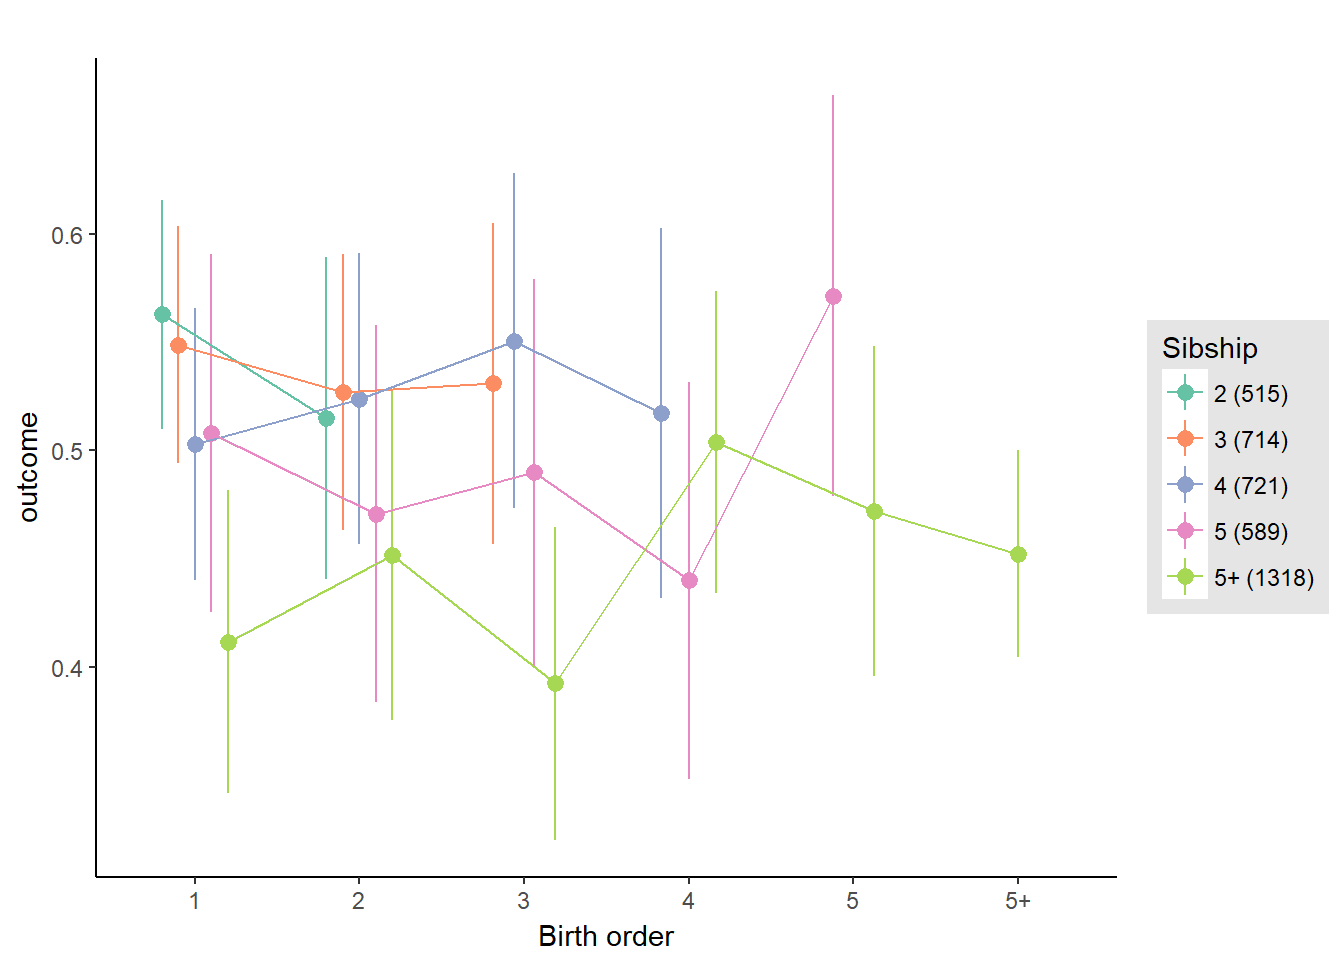 outcome
0.6
0.5
0.4
1 2 3 4 5 5+
Birth order
Sibship
2 (515)
3 (714)
4 (721)
5 (589)
5+ (1318)